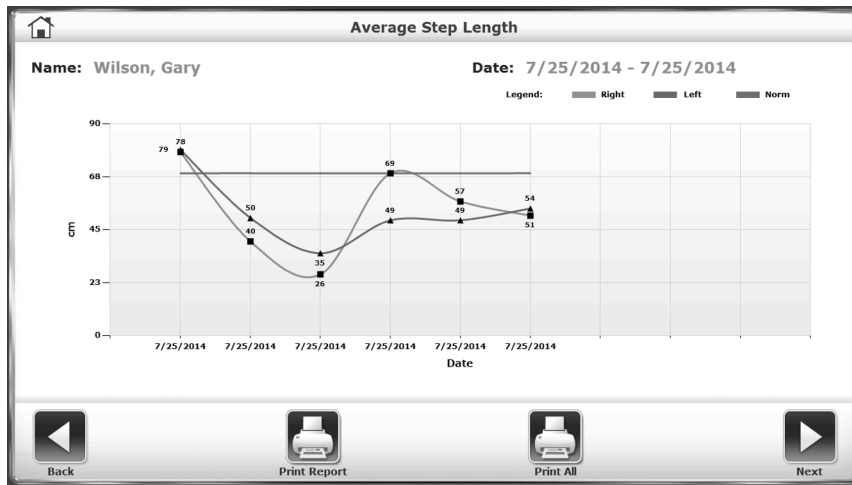 Average Step Length
Name: Wilson, Gary Date: 7/25/2014 - 7/25/2014
Legend: Right Left Norm
90
79 78
69
68
57
54
50
49 49
51
45
40
35
26
23
0
cm
7/25/2014 7/25/2014 7/25/2014 7/25/2014 7/25/2014 7/25/2014
Date
Back Print Report Print All Next